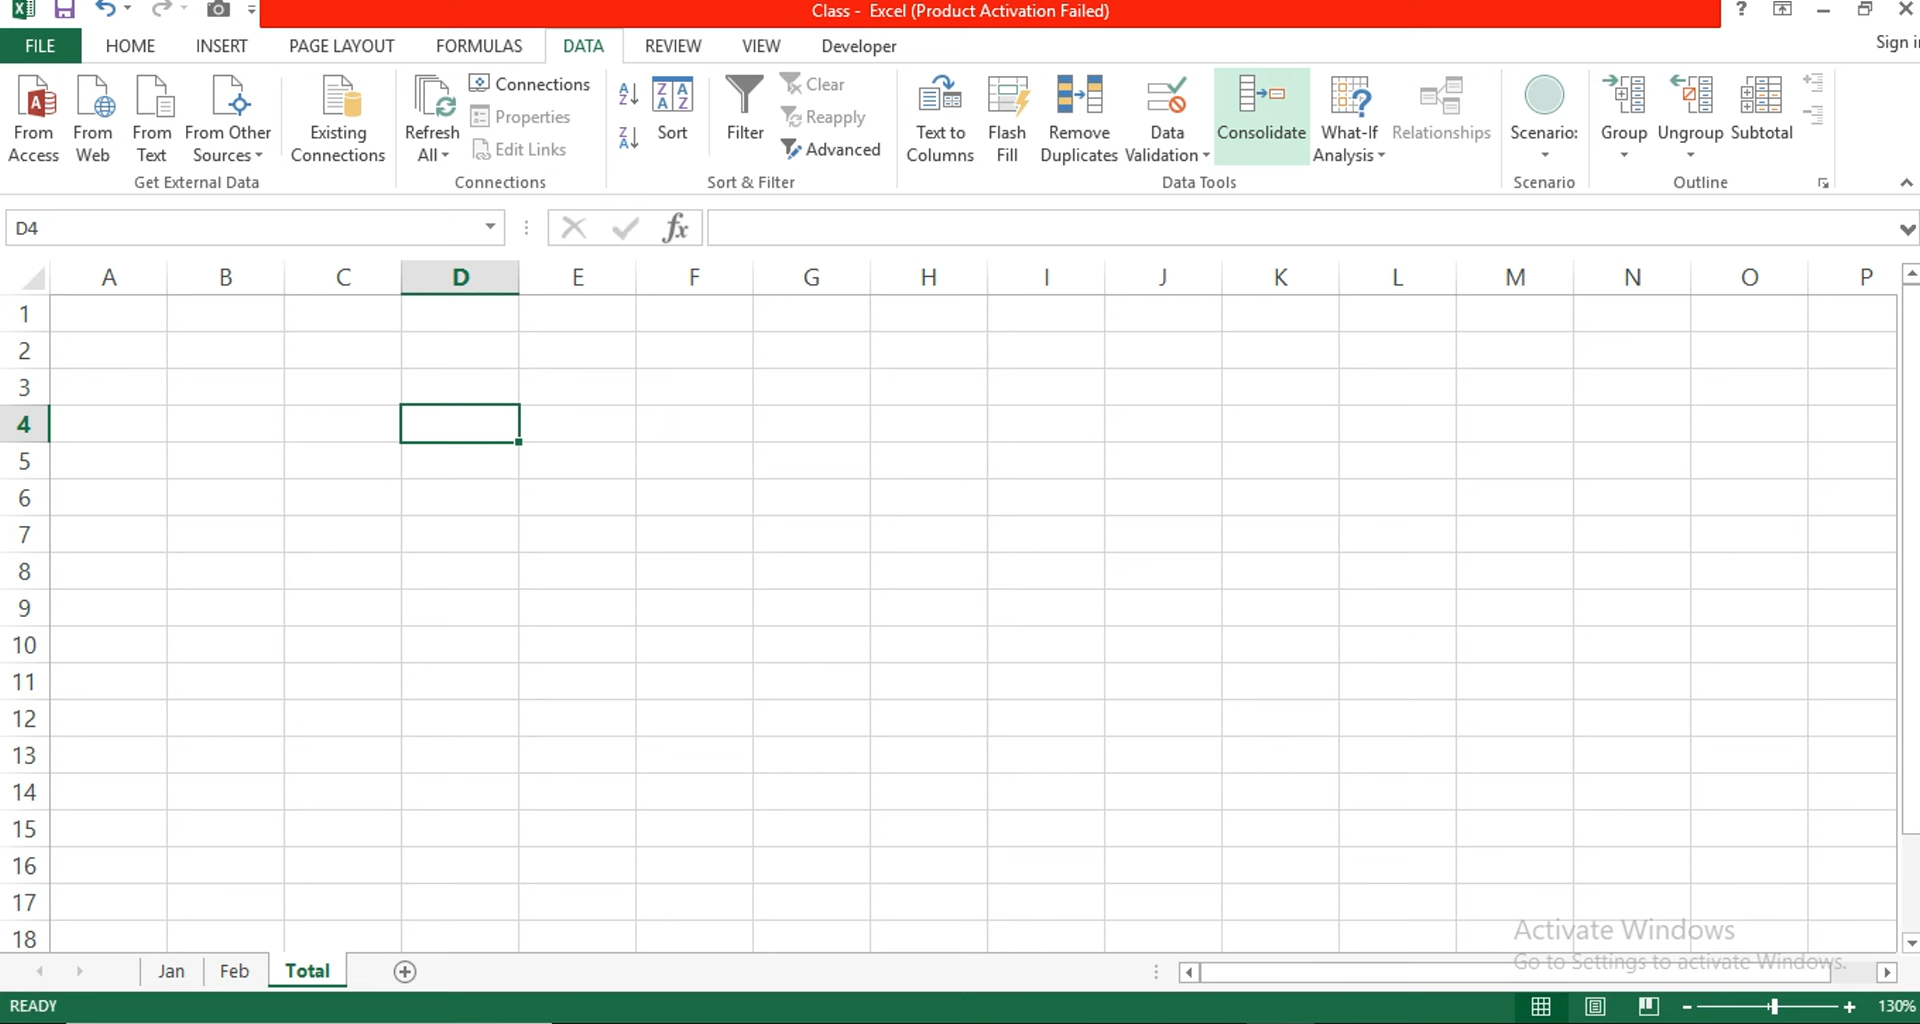 Class - Excel (Product Activation Failed)
?
FILE HOME INSERT PAGE LAYOUT FORMULAS DATA REVIEW VIEW Developer
From Access
From Web
From Text
From Other Sources
Get External Data
Existing Connections
Refresh All
Connections
Properties
Edit Links
Connections
A Z
Z A
Z A A Z
Sort
Filter
Clear
Reapply
Advanced
Sort & Filter
Text to Columns
Flash Fill
Remove Duplicates
Data Validation
Consolidate
What-If Analysis
Relationships
Data Tools
Scenario:
Scenario
Group
Ungroup
Subtotal
Outline
D4
fx
A B C D E F G H I J K L M N O P
1
2
3
4
5
6
7
8
9
10
11
12
13
14
15
16
17
18
Activate Windows
Go to Settings to activate Windows.
Jan Feb Total
READY
130%